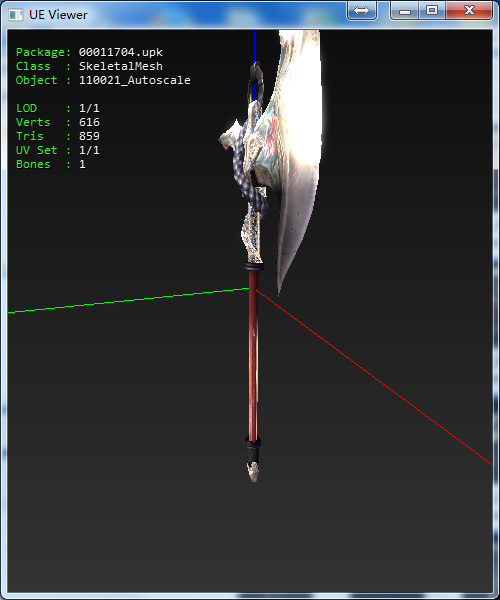 UE Viewer
Package: 00011704.upk
Class  : SkeletalMesh
Object : 110021_Autoscale
LOD    : 1/1
Verts  : 616
Tris   : 859
UV Set : 1/1
Bones  : 1